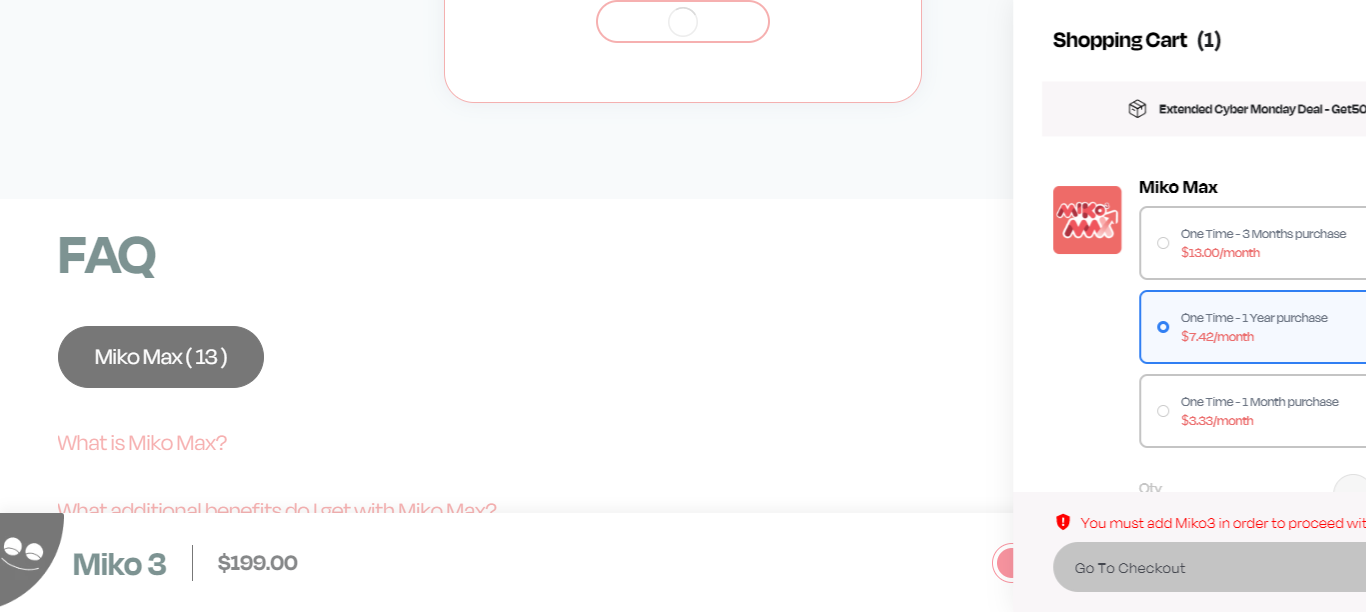 Shopping Cart (1)
Extended Cyber Monday Deal - Get50
Miko Max
MIKO
MAX
One Time - 3 Months purchase
$13.00/month
One Time - 1 Year purchase
$7.42/month
One Time - 1 Month purchase
$3.33/month
Qty
You must add Miko3 in order to proceed wit
Go To Checkout
FAQ
Miko Max ( 13 )
What is Miko Max?
What additional benefits do I get with Miko Max?
Miko 3
$199.00